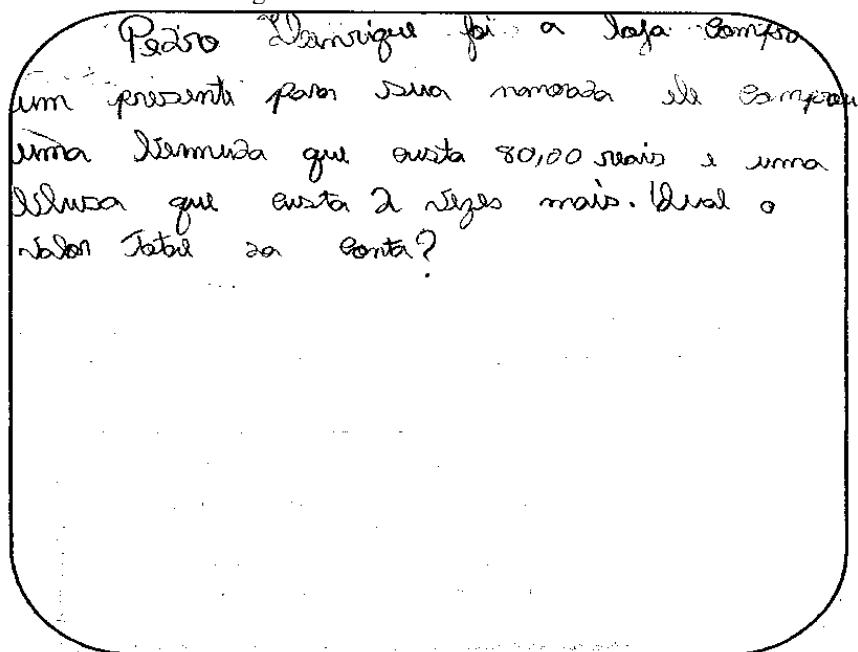 Pedro Henrique foi a loja compra
um presente para sua namorada ele comprou
uma bermuda que custa 80,00 reais e uma
blusa que custa 2 vezes mais. Qual o
valor Total da conta?